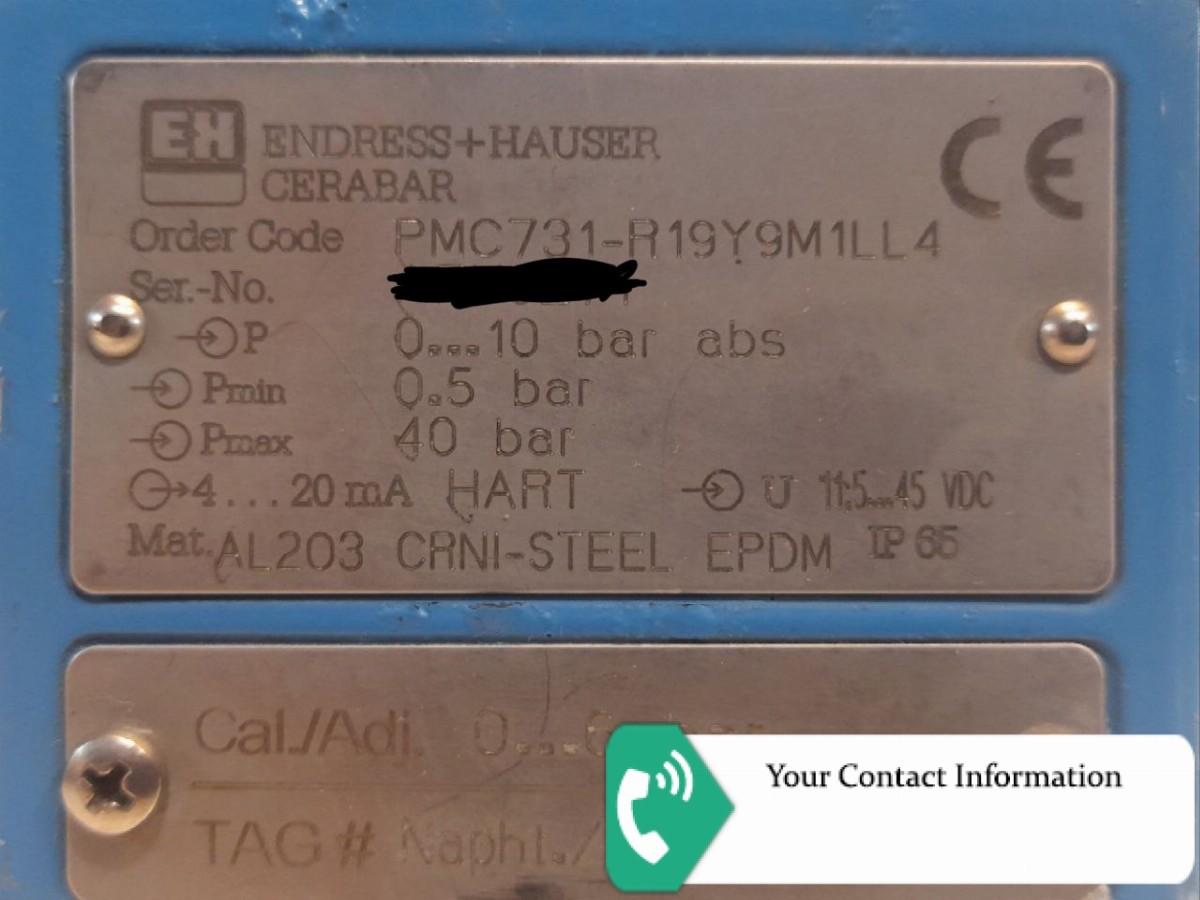 EH ENDRESS+HAUSER
CERABAR
CE
Order Code PMC731-R19Y9M1LL4
Ser.-No.
P 0...10 bar abs
Pmin 0.5 bar
Pmax 40 bar
4...20 mA HART U 11.5...45 VDC
Mat. AL203 CRNI-STEEL EPDM IP 65
Cal./Adj.
TAG # Napht./
Your Contact Information